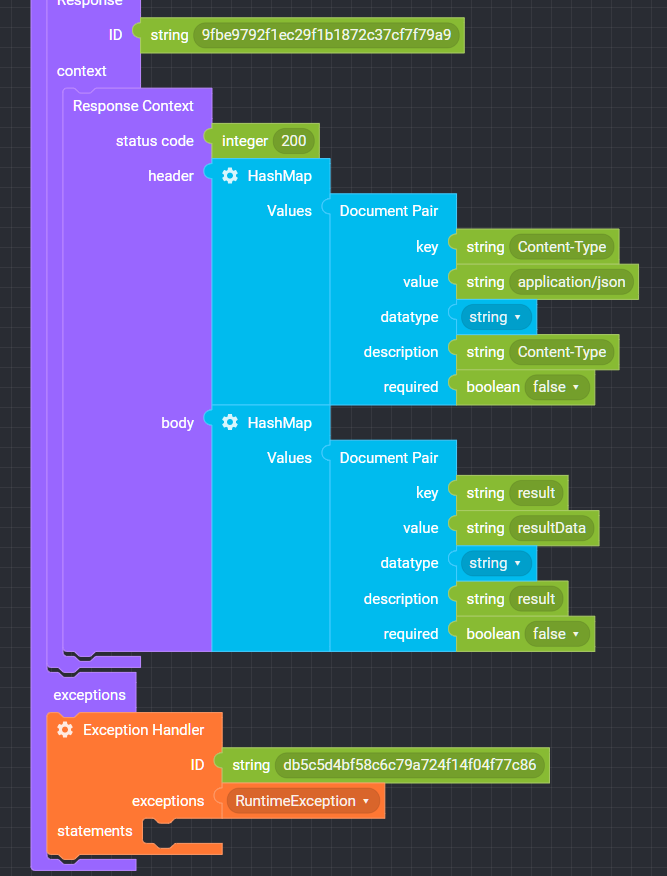 Response
ID string 9fbe9792f1ec29f1b1872c37cf7f79a9
context
Response Context
status code integer 200
header HashMap
Values Document Pair
key string Content-Type
value string application/json
datatype string
description string Content-Type
required boolean false
body HashMap
Values Document Pair
key string result
value string resultData
datatype string
description string result
required boolean false
exceptions
Exception Handler
ID string db5c5d4bf58c6c79a724f14f04f77c86
exceptions RuntimeException
statements